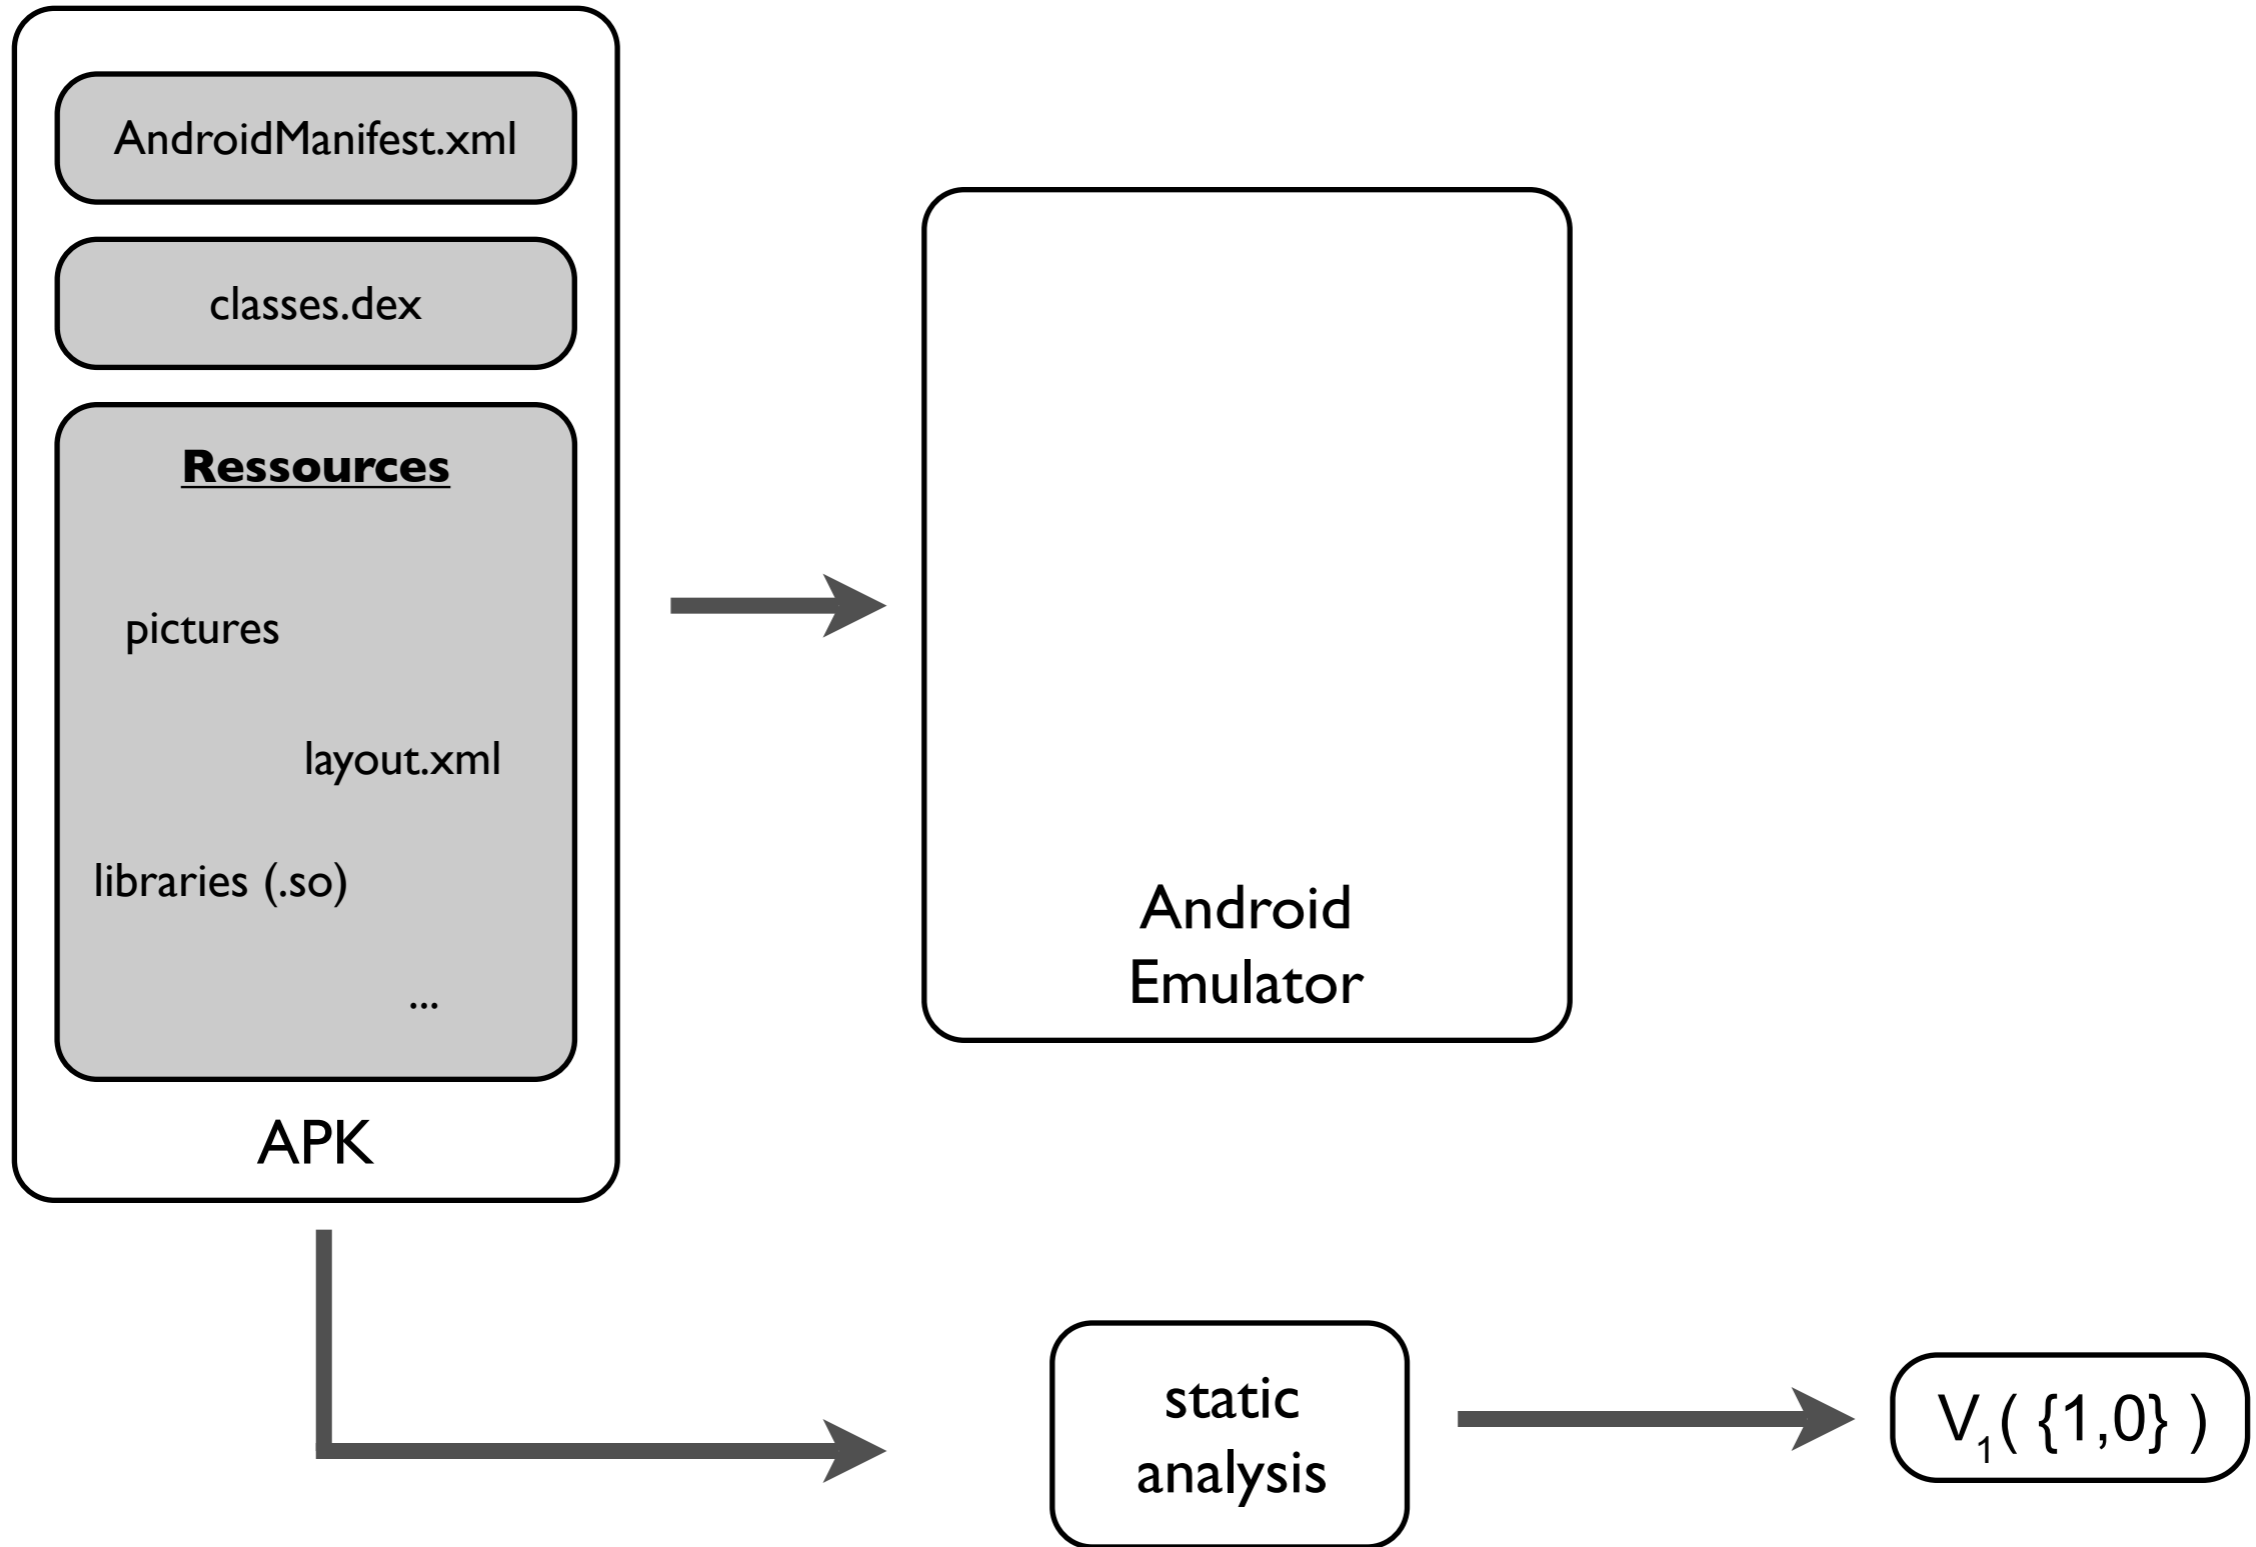 AndroidManifest.xml
classes.dex
Ressources
pictures
layout.xml
libraries (.so)
...
APK
Android
Emulator
static
analysis
V₁( {1,0} )